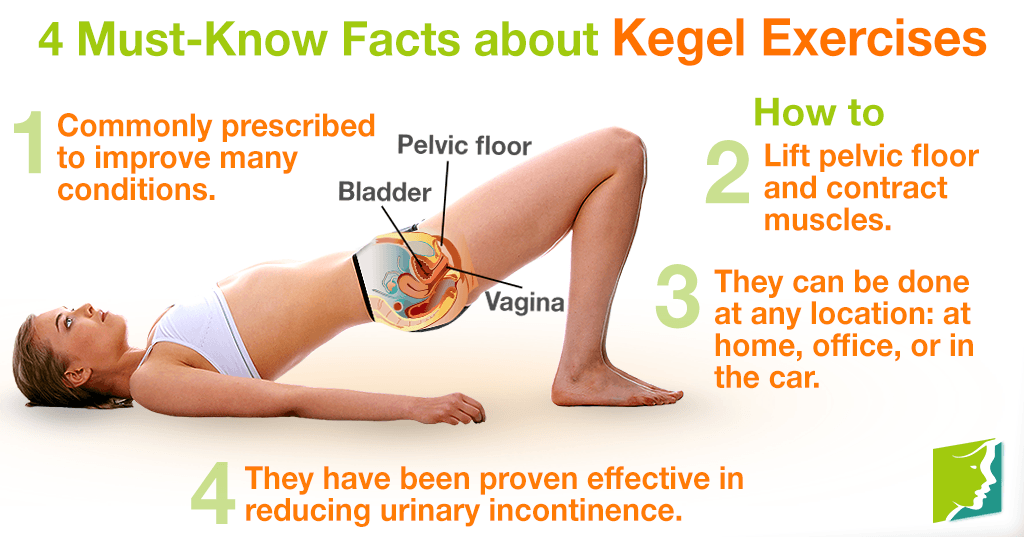 4 Must-Know Facts about Kegel Exercises
1
Commonly prescribed
to improve many
conditions.
Pelvic floor
Bladder
Vagina
How to
2
Lift pelvic floor
and contract
muscles.
3
They can be done
at any location: at
home, office, or in
the car.
4
They have been proven effective in
reducing urinary incontinence.